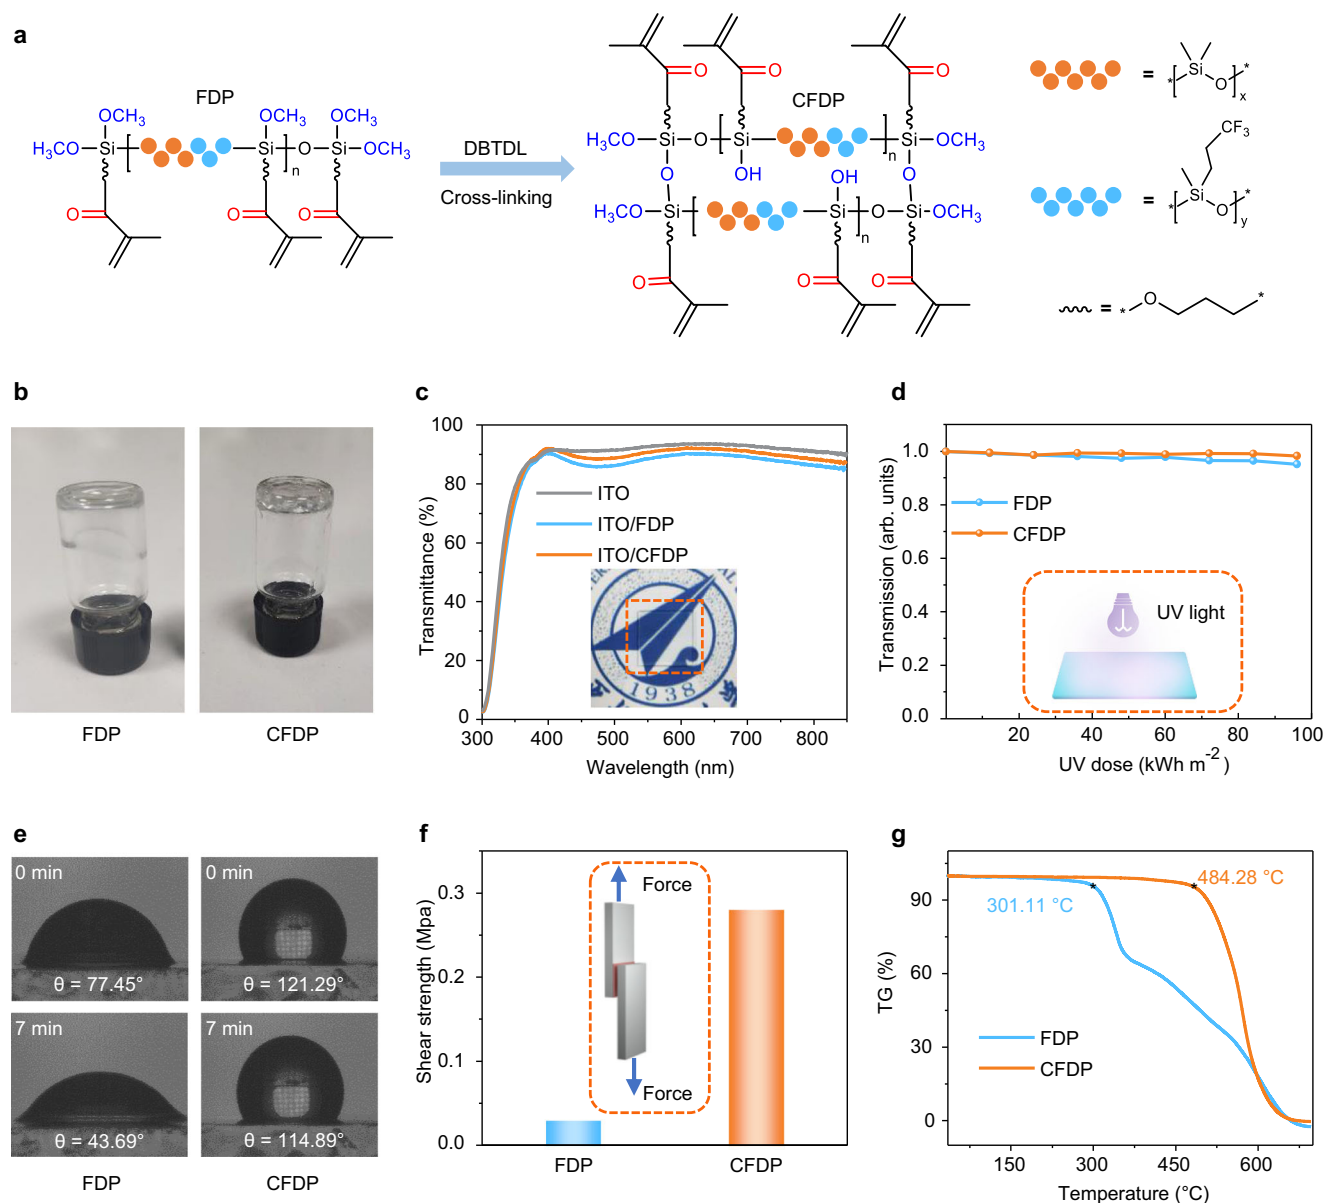 a
FDP
OCH3
OCH3
OCH3
H3CO
Si
Si
O
Si
OCH3
n
O
O
O
DBTDL
Cross-linking
CFDP
O
O
O
H3CO
Si
O
Si
Si
OCH3
n
O
OH
OH
O
H3CO
Si
Si
O
Si
OCH3
n
O
O
O
=
*
Si
O
*
x
CF3
=
*
Si
O
*
y
=
*
O
*
b
FDP
CFDP
c
Transmittance (%)
100
80
60
40
20
0
ITO
ITO/FDP
ITO/CFDP
1938
300 400 500 600 700 800
Wavelength (nm)
d
Transmission (arb. units)
1.0
0.8
0.6
0.4
0.2
0.0
FDP
CFDP
UV light
20 40 60 80 100
UV dose (kWh m-2)
e
0 min
θ = 77.45°
0 min
θ = 121.29°
7 min
θ = 43.69°
7 min
θ = 114.89°
FDP
CFDP
f
Shear strength (Mpa)
0.3
0.2
0.1
0.0
Force
Force
FDP
CFDP
g
TG (%)
90
60
30
0
301.11 °C
484.28 °C
*
*
FDP
CFDP
150 300 450 600
Temperature (°C)